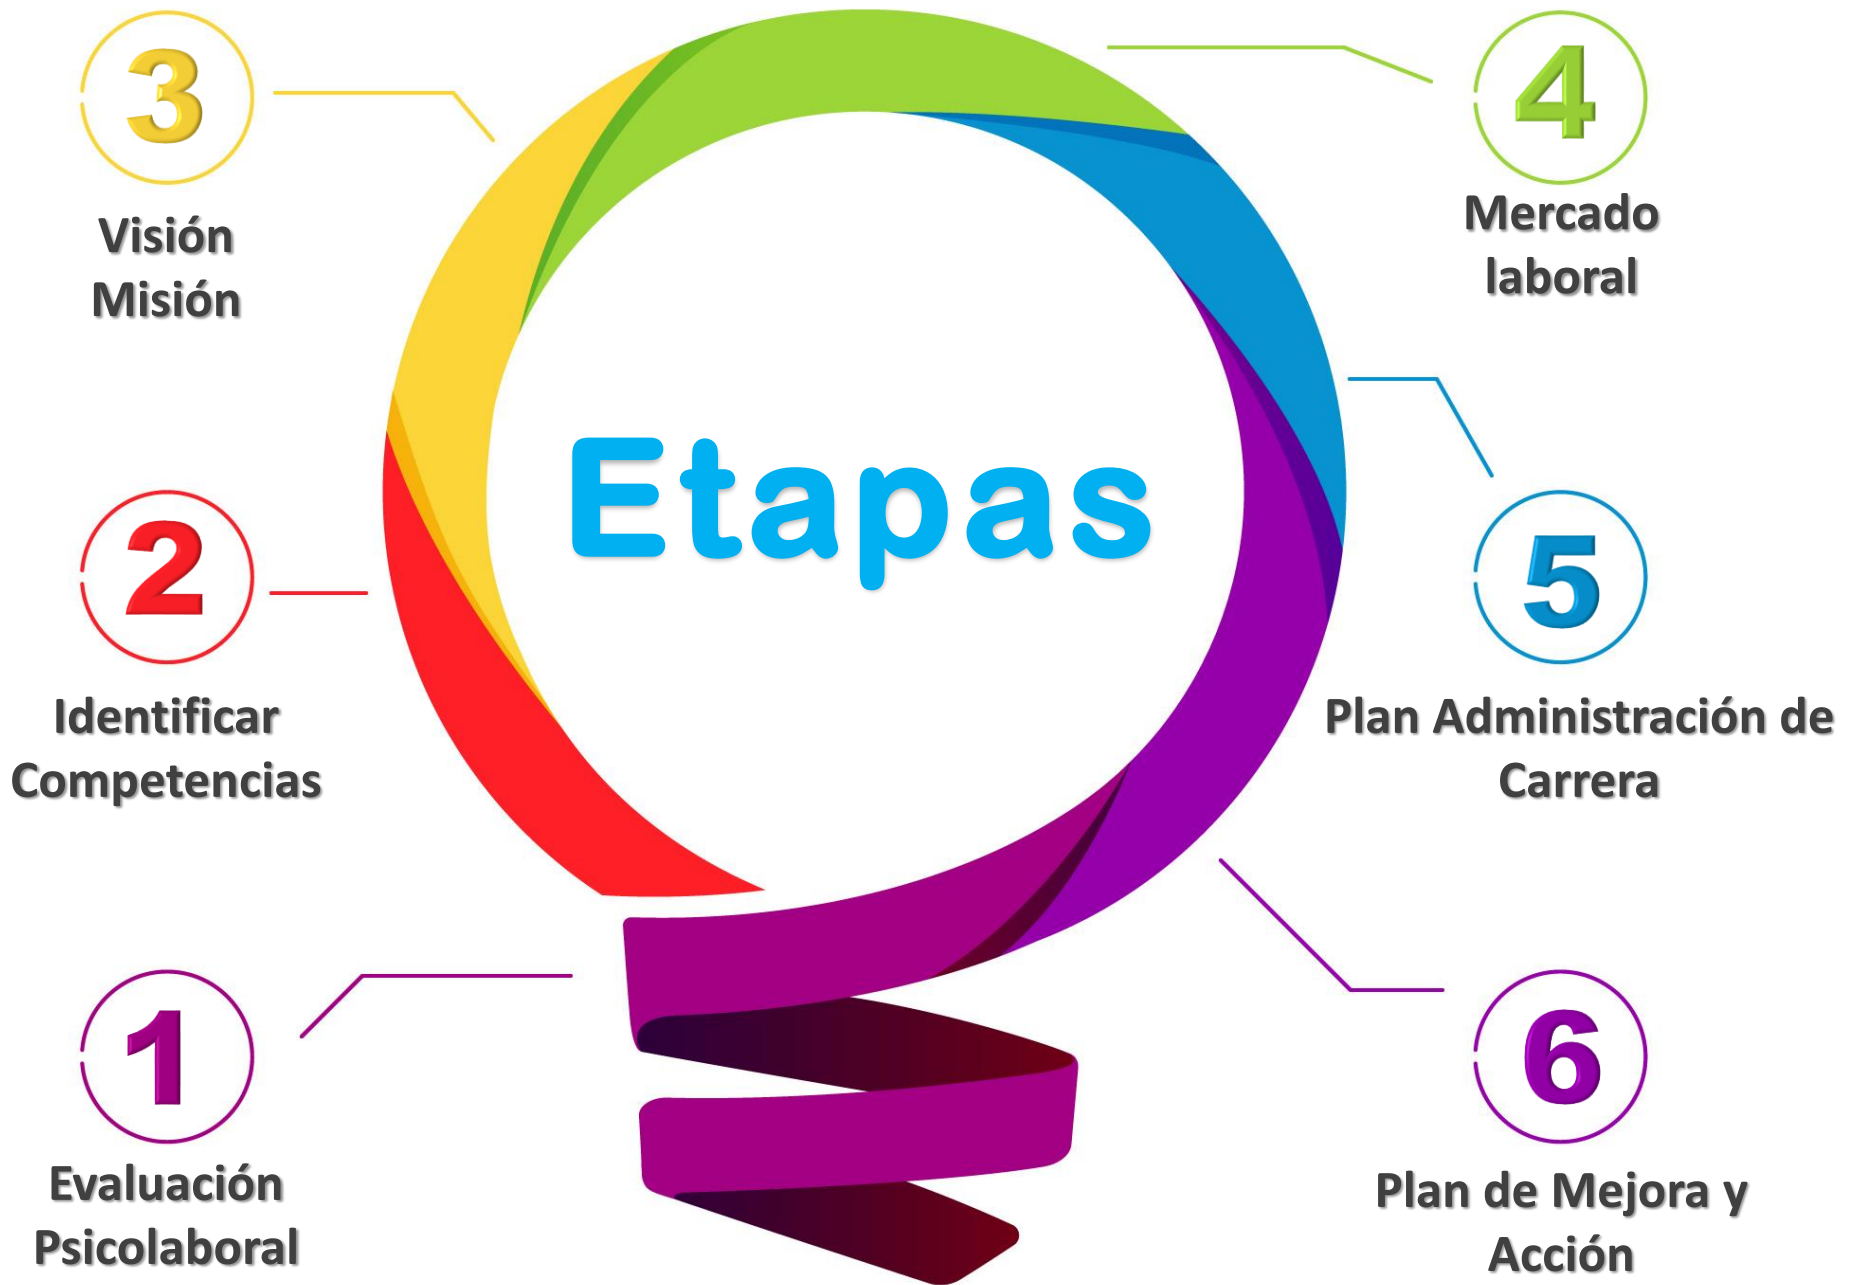 3
Visión
Misión
4
Mercado
laboral
Etapas
2
Identificar
Competencias
5
Plan Administración de
Carrera
1
Evaluación
Psicolaboral
6
Plan de Mejora y
Acción